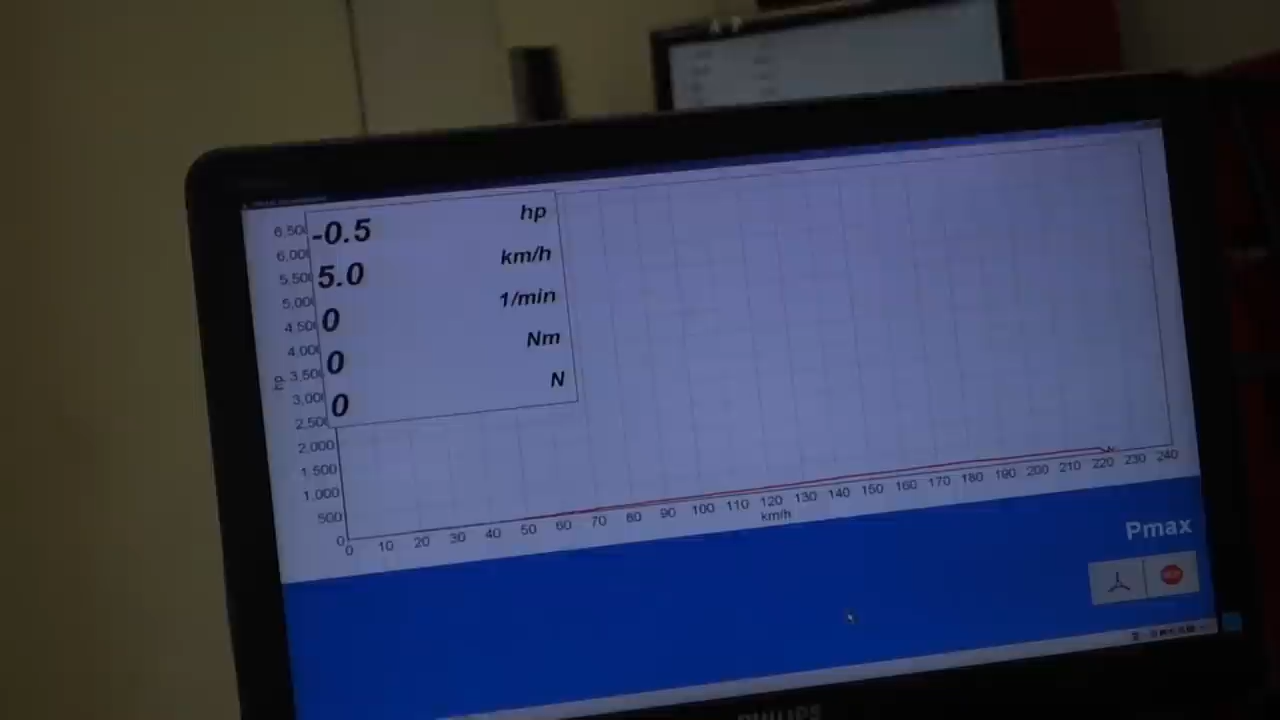 -0.5 hp
5.0 km/h
0 1/min
0 Nm
0 N
6,500
6,000
5,500
5,000
4,500
4,000
3,500
3,000
2,500
2,000
1,500
1,000
500
0
hp
0 10 20 30 40 50 60 70 80 90 100 110 120 130 140 150 160 170 180 190 200 210 220 230 240
km/h
Pmax
STOP
PHILIPS